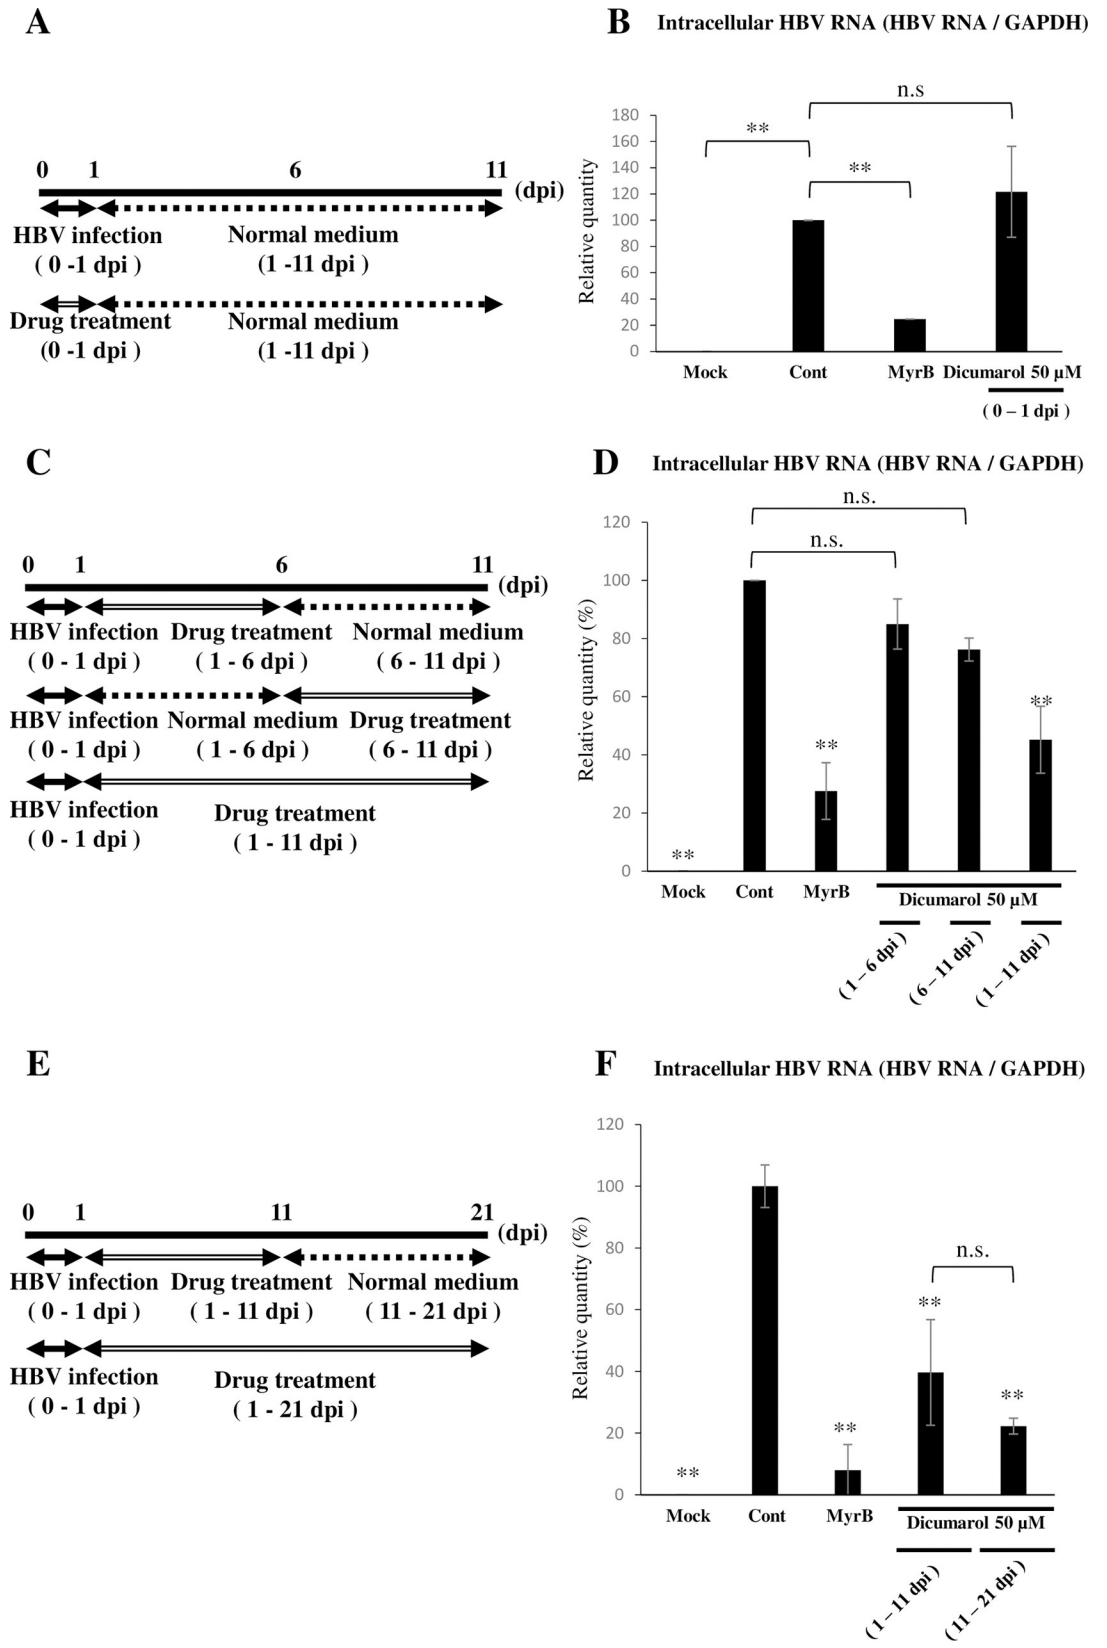 A
0 1 6 11
(dpi)
HBV infection Normal medium
( 0 -1 dpi ) (1 -11 dpi )
Drug treatment Normal medium
(0 -1 dpi ) (1 -11 dpi )
B
Intracellular HBV RNA (HBV RNA / GAPDH)
n.s
**
**
Relative quantity
180
160
140
120
100
80
60
40
20
0
Mock Cont MyrB Dicumarol 50 μM
( 0 – 1 dpi )
C
0 1 6 11
(dpi)
HBV infection Drug treatment Normal medium
( 0 - 1 dpi ) ( 1 - 6 dpi ) ( 6 - 11 dpi )
HBV infection Normal medium Drug treatment
( 0 - 1 dpi ) ( 1 - 6 dpi ) ( 6 - 11 dpi )
HBV infection Drug treatment
( 0 - 1 dpi ) ( 1 - 11 dpi )
D
Intracellular HBV RNA (HBV RNA / GAPDH)
n.s.
n.s.
Relative quantity (%)
120
100
80
60
40
20
0
**
**
**
Mock Cont MyrB
Dicumarol 50 μM
( 1 – 6 dpi ) ( 6 – 11 dpi ) ( 1 – 11 dpi )
E
0 1 11 21
(dpi)
HBV infection Drug treatment Normal medium
( 0 - 1 dpi ) ( 1 - 11 dpi ) ( 11 - 21 dpi )
HBV infection Drug treatment
( 0 - 1 dpi ) ( 1 - 21 dpi )
F
Intracellular HBV RNA (HBV RNA / GAPDH)
Relative quantity (%)
120
100
80
60
40
20
0
n.s.
**
**
**
**
Mock Cont MyrB
Dicumarol 50 μM
( 1 – 11 dpi ) ( 11 – 21 dpi )